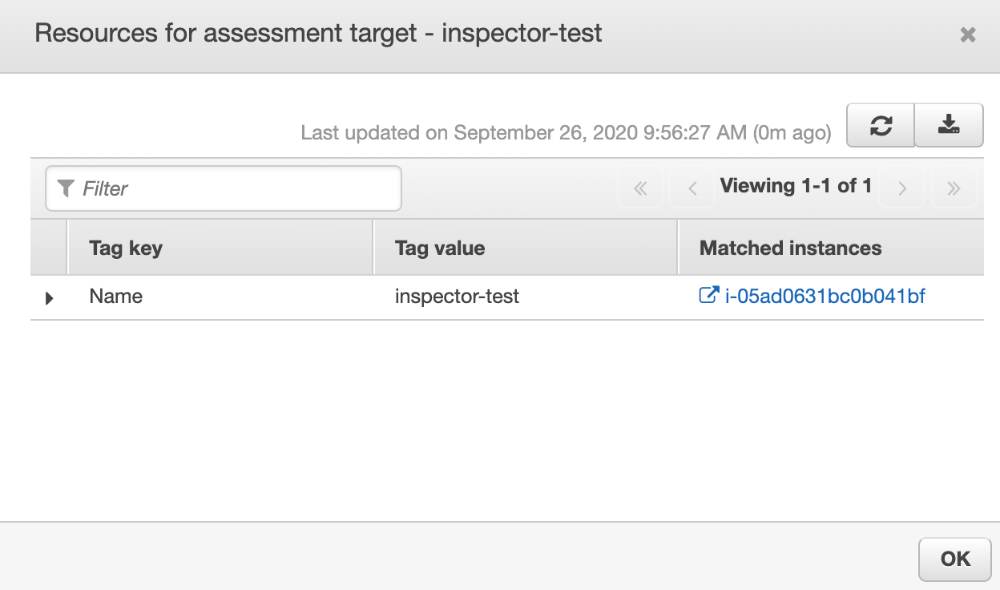 Resources for assessment target - inspector-test
Last updated on September 26, 2020 9:56:27 AM (0m ago)
Filter
Viewing 1-1 of 1
Tag key Tag value Matched instances
Name inspector-test i-05ad0631bc0b041bf
OK